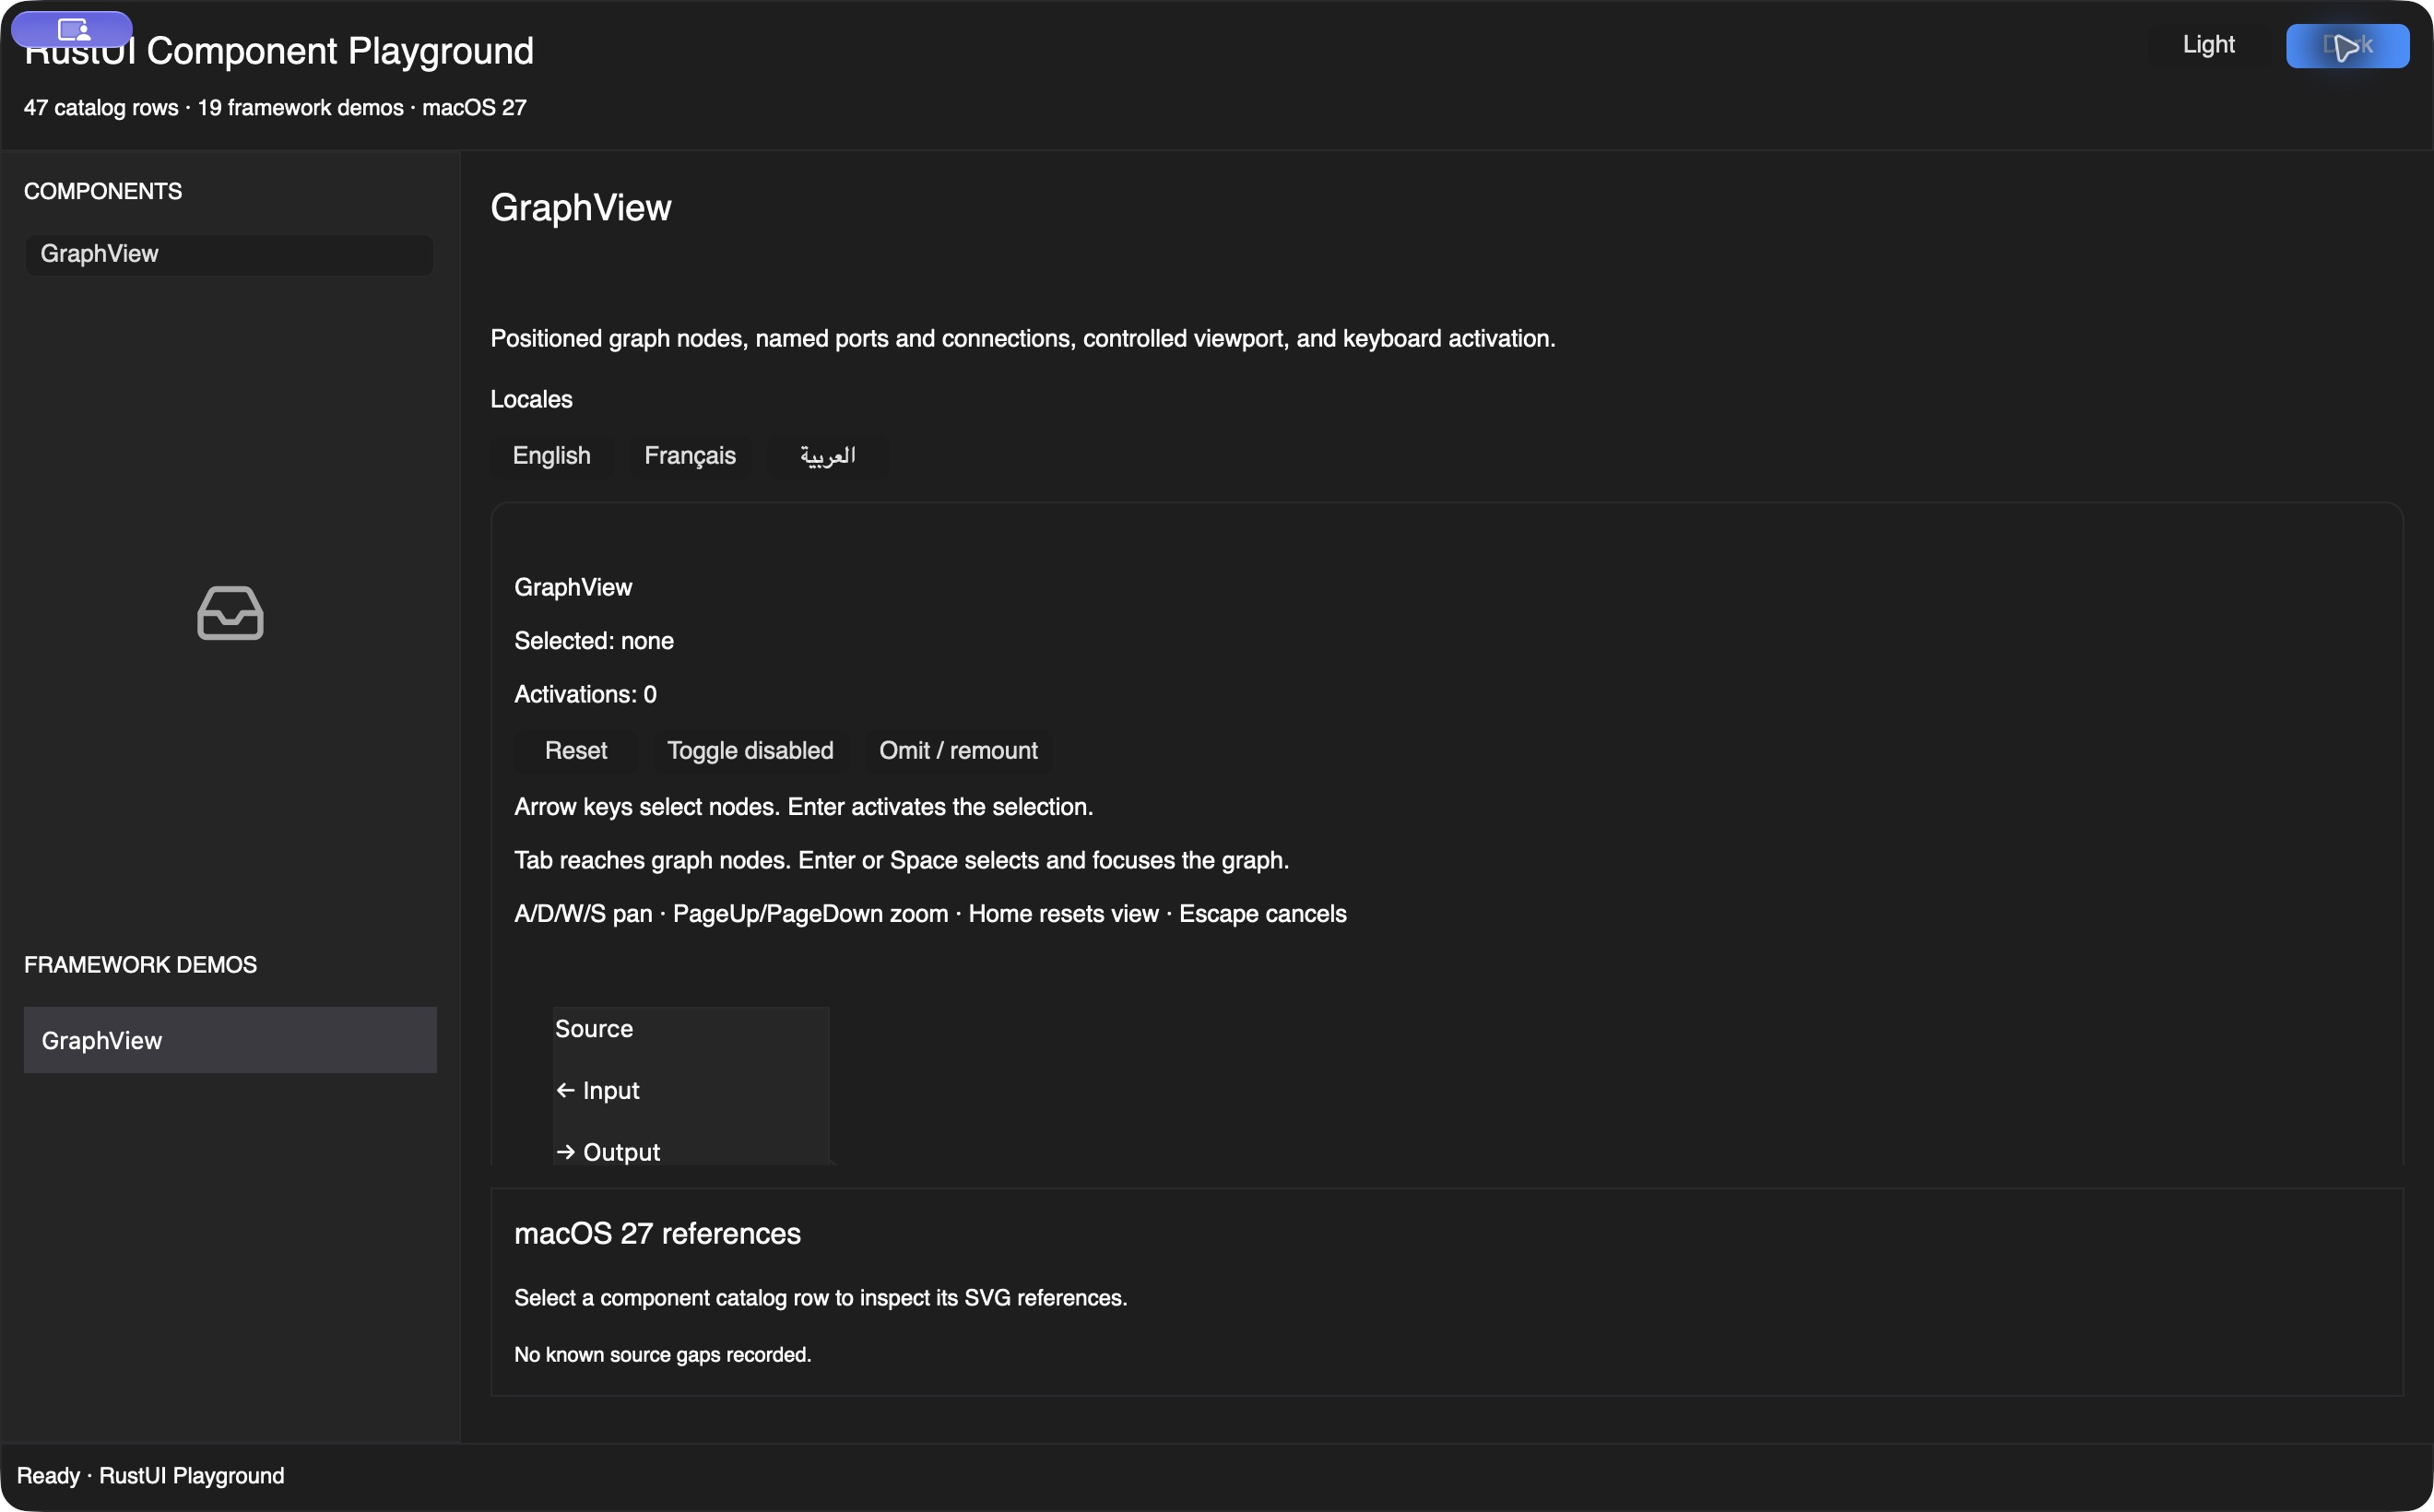 RustUI Component Playground
Light
47 catalog rows · 19 framework demos · macOS 27
COMPONENTS
GraphView
FRAMEWORK DEMOS
GraphView
GraphView
Positioned graph nodes, named ports and connections, controlled viewport, and keyboard activation.
Locales
English Français العربية
GraphView
Selected: none
Activations: 0
Reset Toggle disabled Omit / remount
Arrow keys select nodes. Enter activates the selection.
Tab reaches graph nodes. Enter or Space selects and focuses the graph.
A/D/W/S pan · PageUp/PageDown zoom · Home resets view · Escape cancels
Source
← Input
→ Output
macOS 27 references
Select a component catalog row to inspect its SVG references.
No known source gaps recorded.
Ready · RustUI Playground